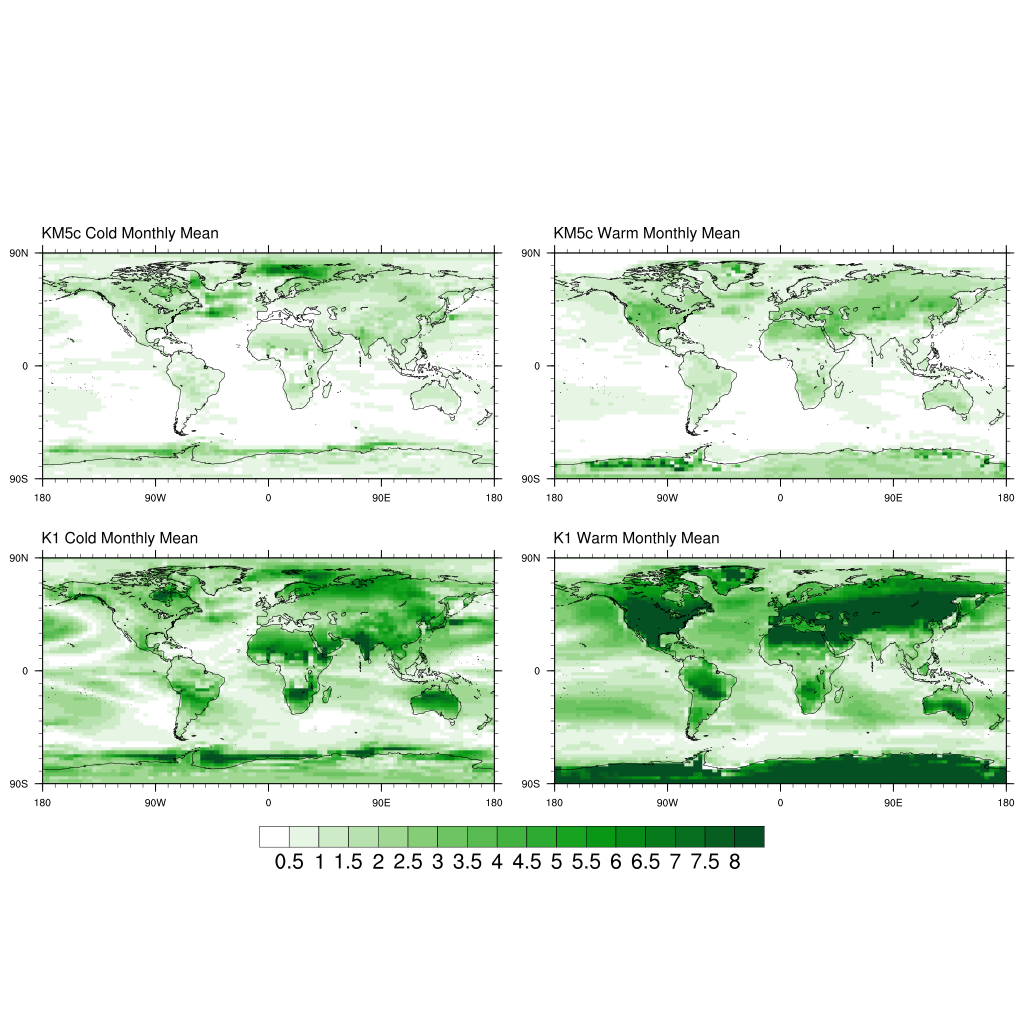 KM5c Cold Monthly Mean
KM5c Warm Monthly Mean
90N
0
90S
180 90W 0 90E 180
90N
0
90S
180 90W 0 90E 180
K1 Cold Monthly Mean
K1 Warm Monthly Mean
90N
0
90S
180 90W 0 90E 180
90N
0
90S
180 90W 0 90E 180
0.5 1 1.5 2 2.5 3 3.5 4 4.5 5 5.5 6 6.5 7 7.5 8